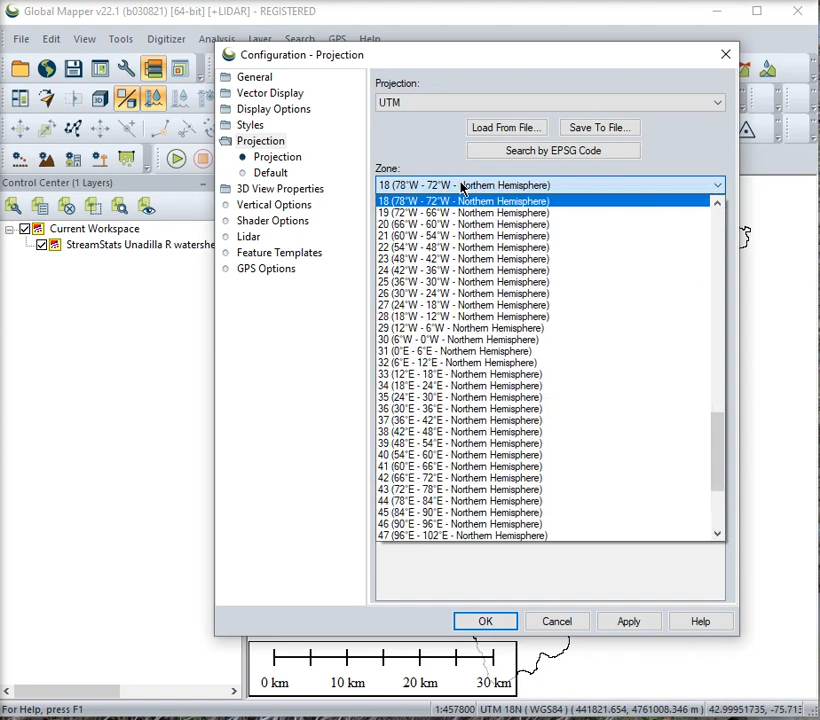 Global Mapper v22.1 (b030821) [64-bit] [+LIDAR] - REGISTERED
File Edit View Tools Digitizer Analysis Layer Search GPS Help
Configuration - Projection
General
Vector Display
Display Options
Styles
Projection
Projection
Default
3D View Properties
Vertical Options
Shader Options
Lidar
Feature Templates
GPS Options
Control Center (1 Layers)
Current Workspace
StreamStats Unadilla R watershe
Projection:
UTM
Load From File...
Save To File...
Search by EPSG Code
Zone:
18 (78°W - 72°W - Northern Hemisphere)
18 (78°W - 72°W - Northern Hemisphere)
19 (72°W - 66°W - Northern Hemisphere)
20 (66°W - 60°W - Northern Hemisphere)
21 (60°W - 54°W - Northern Hemisphere)
22 (54°W - 48°W - Northern Hemisphere)
23 (48°W - 42°W - Northern Hemisphere)
24 (42°W - 36°W - Northern Hemisphere)
25 (36°W - 30°W - Northern Hemisphere)
26 (30°W - 24°W - Northern Hemisphere)
27 (24°W - 18°W - Northern Hemisphere)
28 (18°W - 12°W - Northern Hemisphere)
29 (12°W - 6°W - Northern Hemisphere)
30 (6°W - 0°W - Northern Hemisphere)
31 (0°E - 6°E - Northern Hemisphere)
32 (6°E - 12°E - Northern Hemisphere)
33 (12°E - 18°E - Northern Hemisphere)
34 (18°E - 24°E - Northern Hemisphere)
35 (24°E - 30°E - Northern Hemisphere)
36 (30°E - 36°E - Northern Hemisphere)
37 (36°E - 42°E - Northern Hemisphere)
38 (42°E - 48°E - Northern Hemisphere)
39 (48°E - 54°E - Northern Hemisphere)
40 (54°E - 60°E - Northern Hemisphere)
41 (60°E - 66°E - Northern Hemisphere)
42 (66°E - 72°E - Northern Hemisphere)
43 (72°E - 78°E - Northern Hemisphere)
44 (78°E - 84°E - Northern Hemisphere)
45 (84°E - 90°E - Northern Hemisphere)
46 (90°E - 96°E - Northern Hemisphere)
47 (96°E - 102°E - Northern Hemisphere)
OK
Cancel
Apply
Help
0 km 10 km 20 km 30 km
For Help, press F1
1:457800 UTM 18N ( WGS84 ) ( 441821.654, 4761008.346 m ) 42.99951735, -75.713